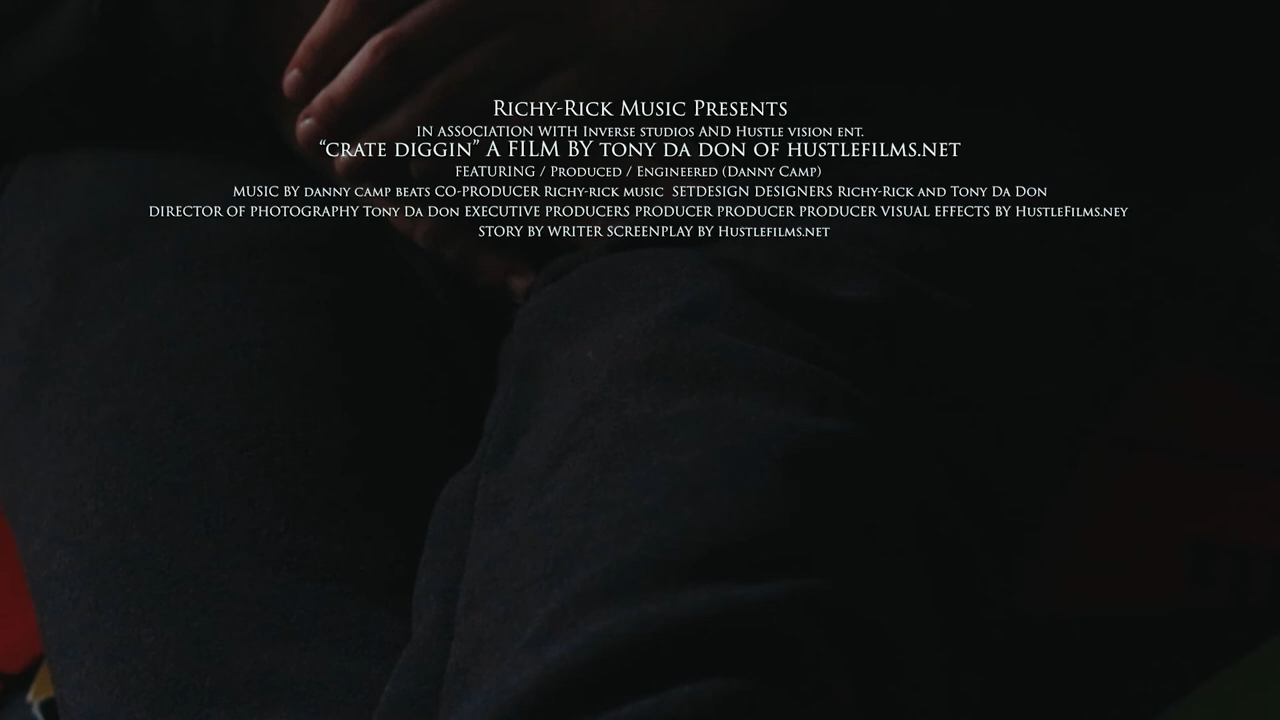 Richy-Rick Music Presents
IN ASSOCIATION WITH Inverse studios AND Hustle vision ent.
“CRATE DIGGIN” A FILM BY TONY DA DON OF HUSTLEFILMS.NET
FEATURING / Produced / Engineered (Danny Camp)
MUSIC BY danny camp beats CO-PRODUCER Richy-rick music SETDESIGN DESIGNERS Richy-Rick and Tony Da Don
DIRECTOR OF PHOTOGRAPHY Tony Da Don EXECUTIVE PRODUCERS PRODUCER PRODUCER PRODUCER VISUAL EFFECTS BY HustleFilms.ney
STORY BY WRITER SCREENPLAY BY Hustlefilms.net